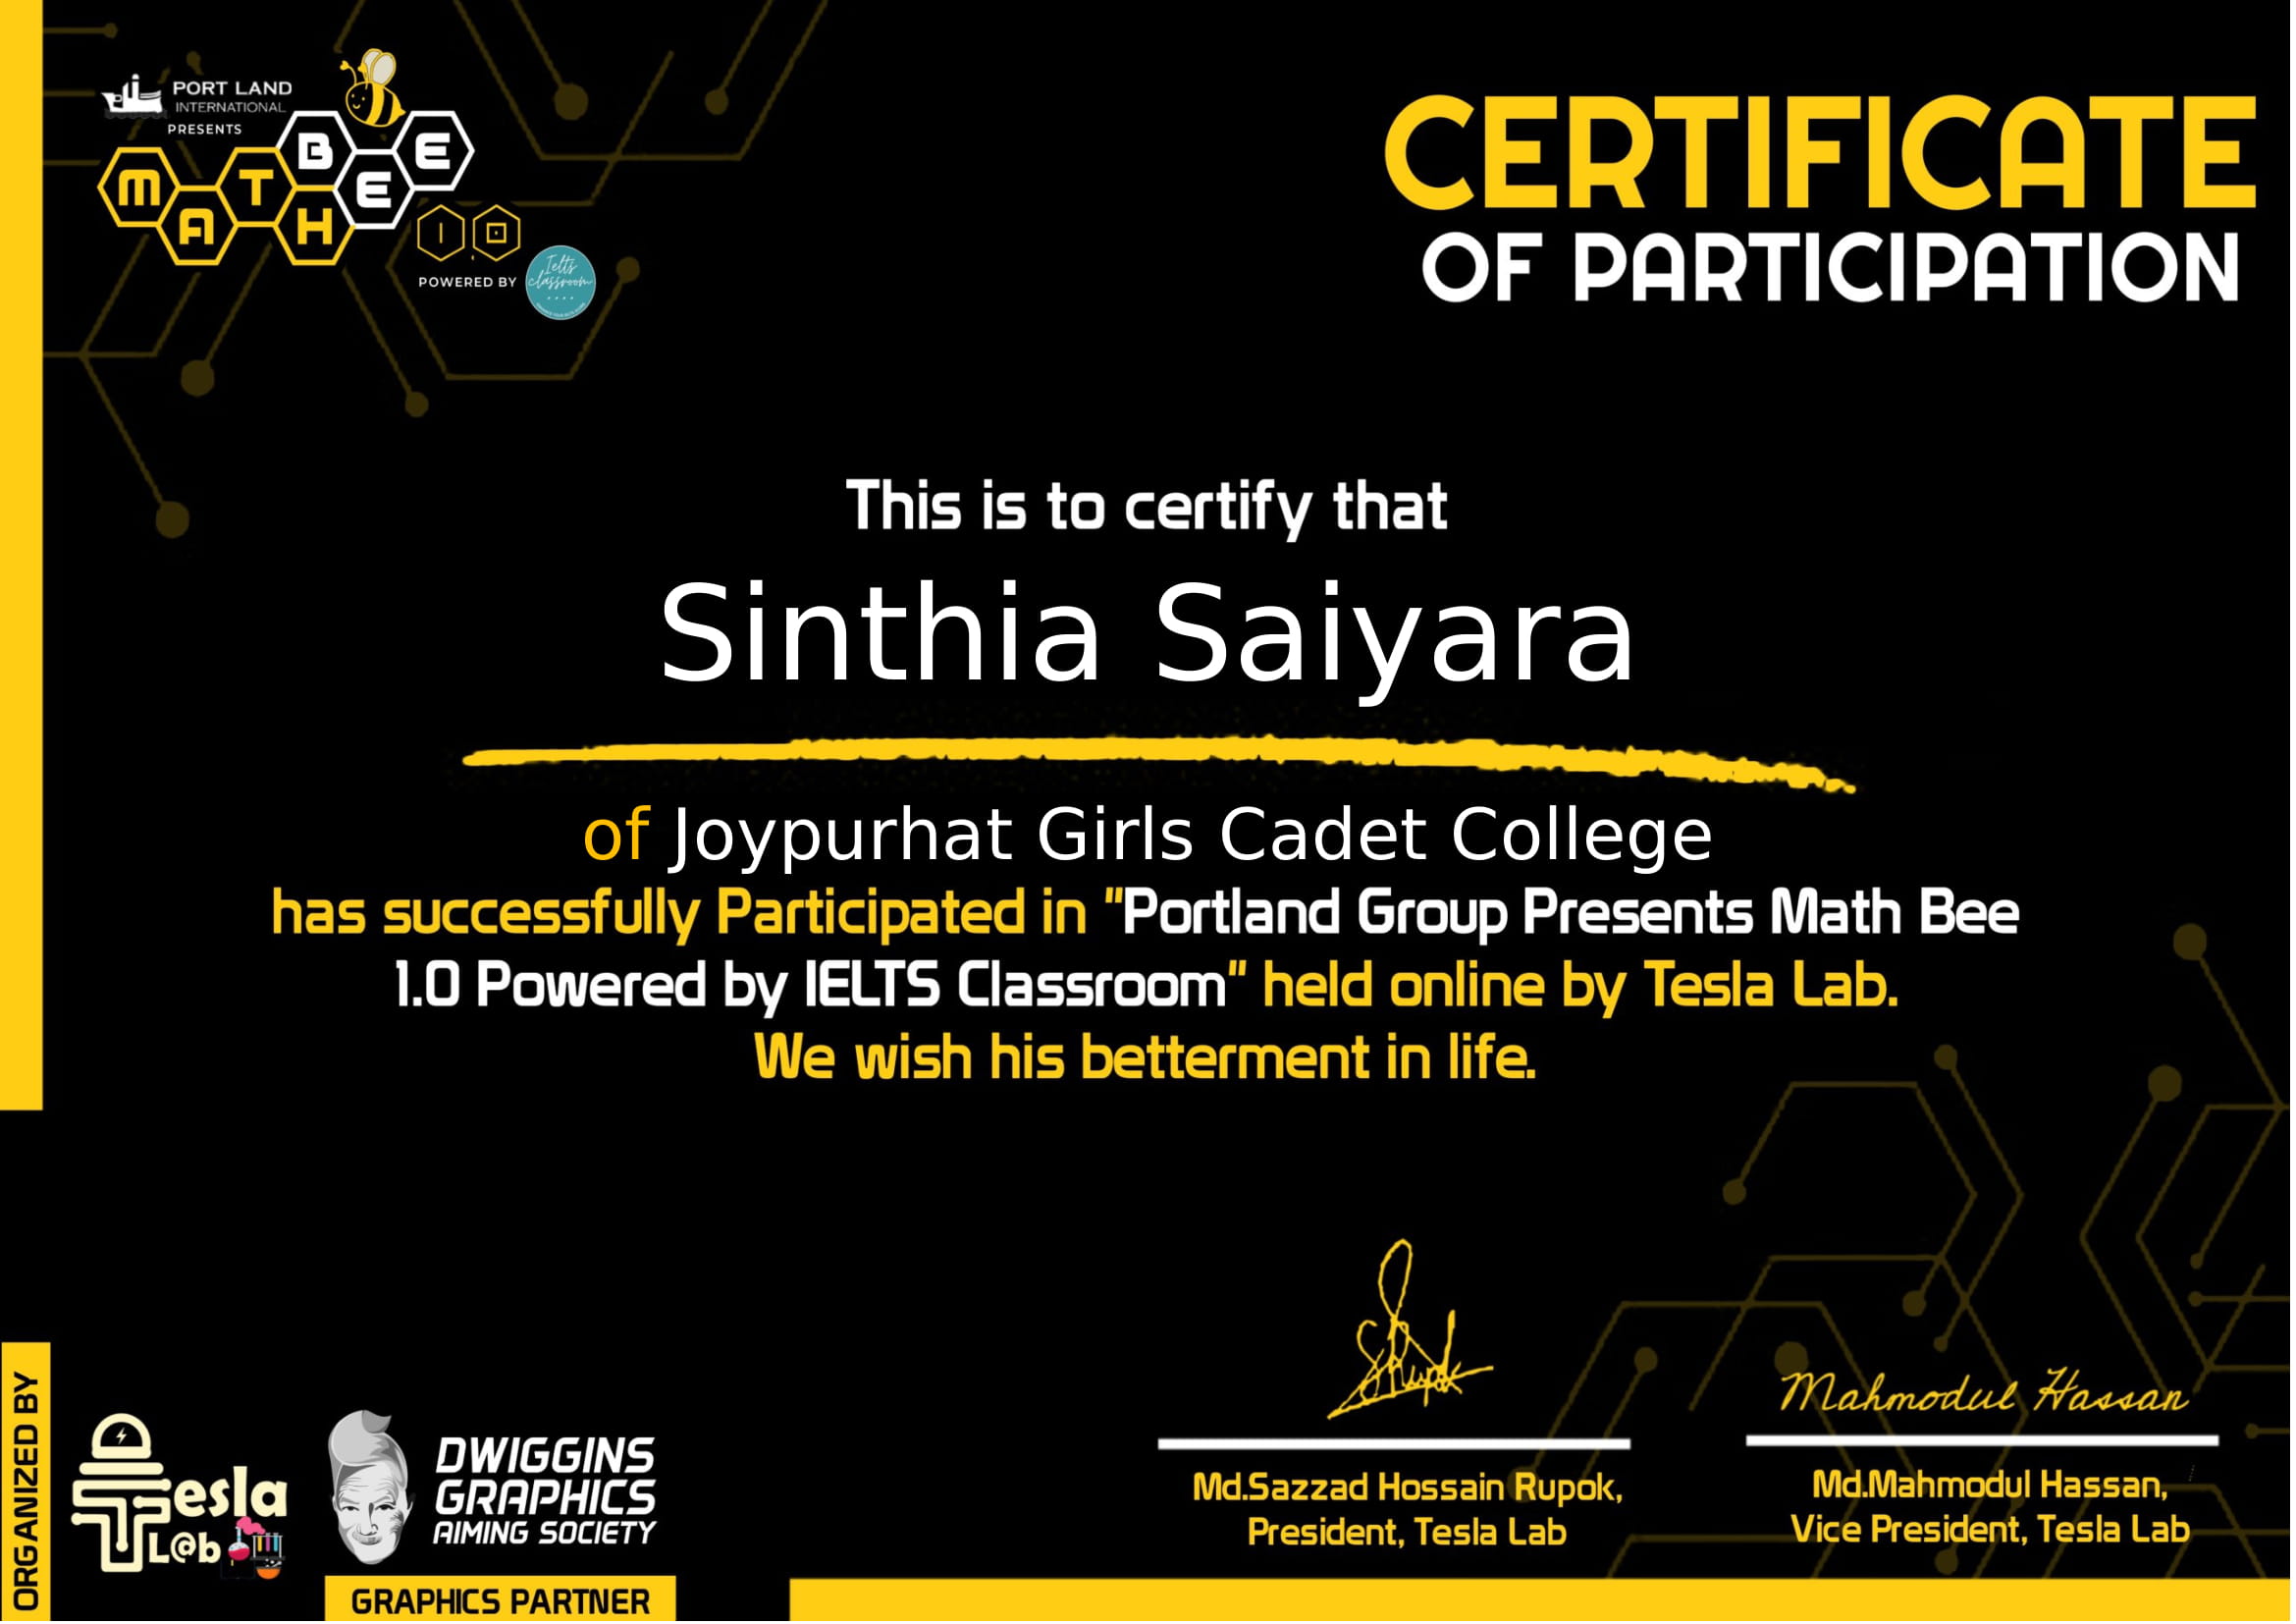 PORT LAND
INTERNATIONAL
PRESENTS
MATH BEE
1.0
POWERED BY
Ielts
classroom
CERTIFICATE
OF PARTICIPATION
This is to certify that
Sinthia Saiyara
of Joypurhat Girls Cadet College
has successfully Participated in "Portland Group Presents Math Bee
1.0 Powered by IELTS Classroom" held online by Tesla Lab.
We wish his betterment in life.
Mahmodul Hassan
Md.Sazzad Hossain Rupok,
President, Tesla Lab
Md.Mahmodul Hassan,
Vice President, Tesla Lab
ORGANIZED BY
Tesla
L@b
DWIGGINS
GRAPHICS
AIMING SOCIETY
GRAPHICS PARTNER